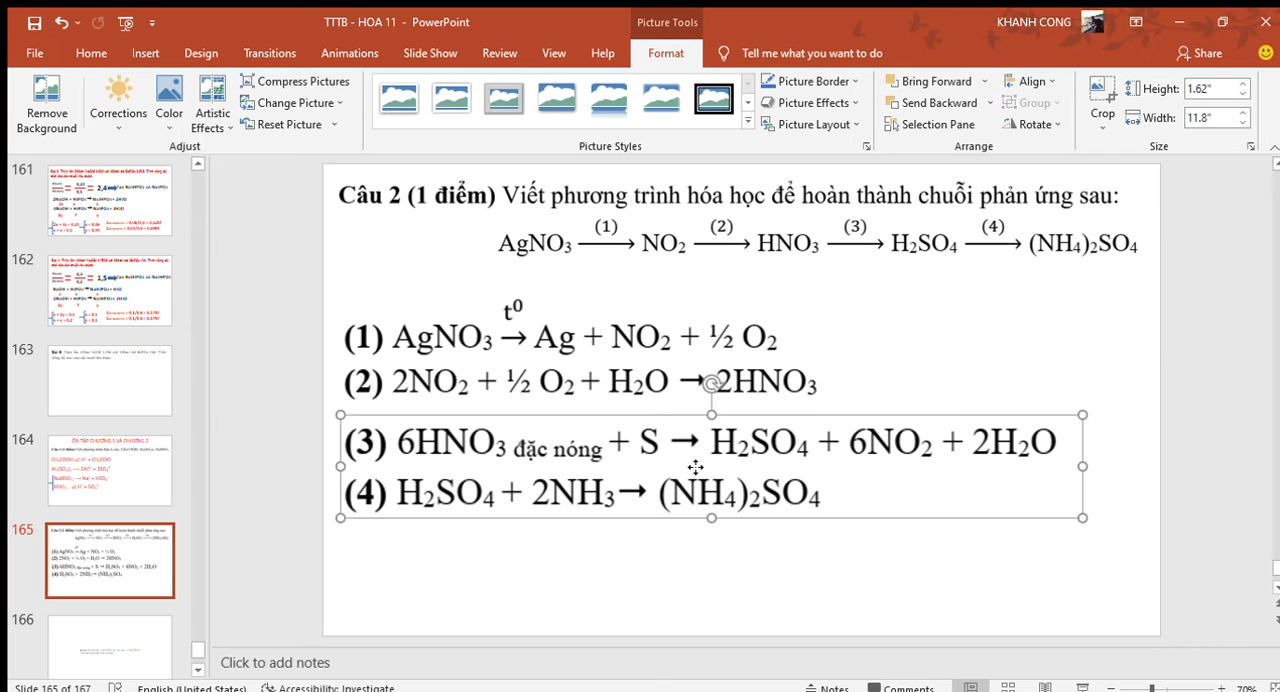 TTTB - HOA 11 - PowerPoint
Picture Tools
KHANH CONG
File Home Insert Design Transitions Animations Slide Show Review View Help Format Tell me what you want to do Share
Remove Background
Corrections
Color
Artistic Effects
Compress Pictures
Change Picture
Reset Picture
Adjust
Picture Styles
Picture Border
Picture Effects
Picture Layout
Bring Forward
Send Backward
Selection Pane
Align
Group
Rotate
Arrange
Crop
Height: 1.62"
Width: 11.8"
Size
161
162
163
164
ÔN TẬP CHƯƠNG 1 VÀ CHƯƠNG 2
165
166
Câu 2 (1 điểm) Viết phương trình hóa học để hoàn thành chuỗi phản ứng sau:
AgNO₃ (1)→ NO₂ (2)→ HNO₃ (3)→ H₂SO₄ (4)→ (NH₄)₂SO₄
t⁰
(1) AgNO₃ → Ag + NO₂ + ½ O₂
(2) 2NO₂ + ½ O₂ + H₂O → 2HNO₃
(3) 6HNO₃ đặc nóng + S → H₂SO₄ + 6NO₂ + 2H₂O
(4) H₂SO₄ + 2NH₃ → (NH₄)₂SO₄
Click to add notes
Slide 165 of 167 English (United States) Accessibility: Investigate Notes Comments 70%